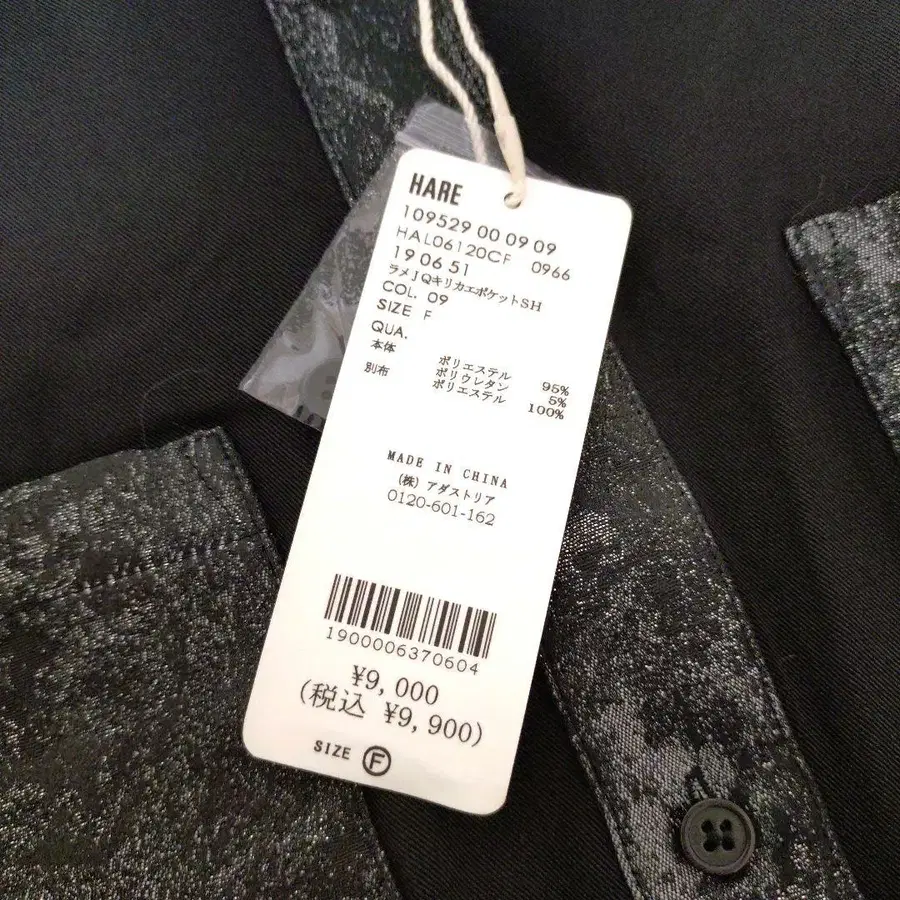 HARE
109529 00 09 09
HAL06120CF 0966
19 06 51
ラメJQキリカエポケットSH
COL. 09
SIZE F
QUA.
本体 ポリエステル 95%
ポリウレタン 5%
別布 ポリエステル 100%
MADE IN CHINA
(株) アダストリア
0120-601-162
1900006370604
¥9,000
(税込 ¥9,900)
SIZE F